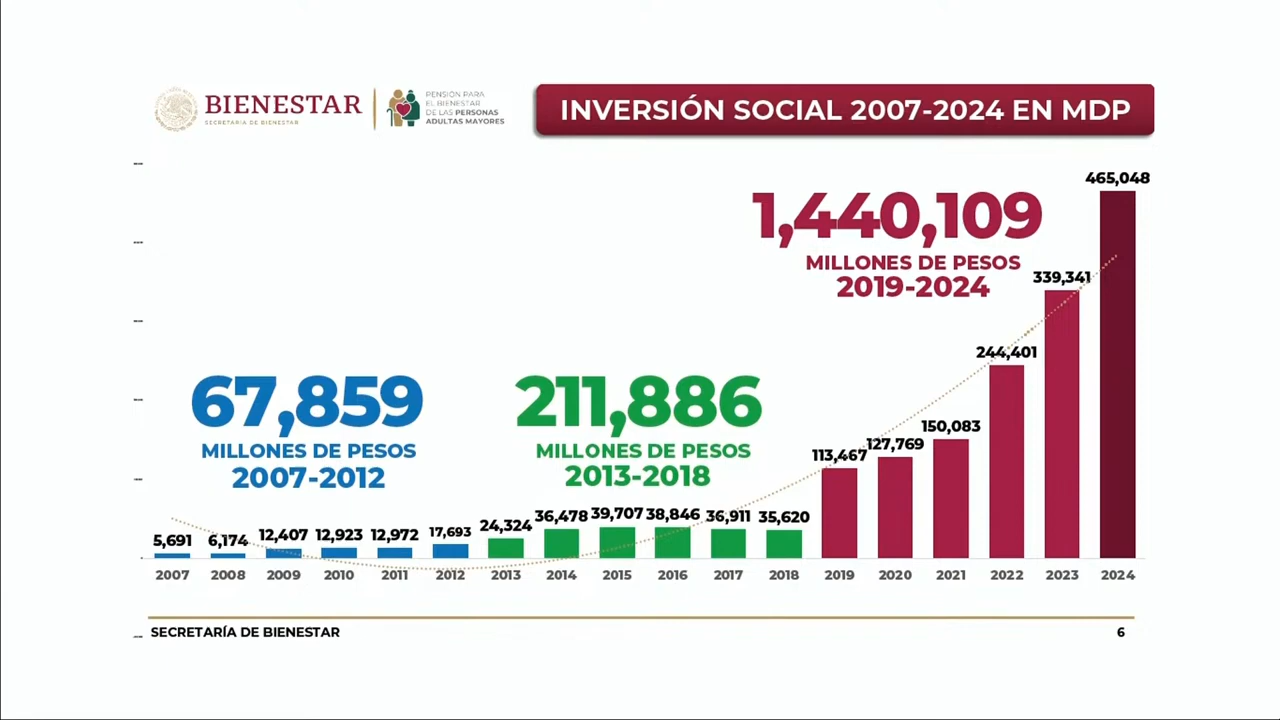 BIENESTAR
SECRETARÍA DE BIENESTAR
PENSIÓN PARA
EL BIENESTAR
DE LAS PERSONAS
ADULTAS MAYORES
INVERSIÓN SOCIAL 2007-2024 EN MDP
1,440,109
MILLONES DE PESOS
2019-2024
67,859
MILLONES DE PESOS
2007-2012
211,886
MILLONES DE PESOS
2013-2018
5,691 6,174 12,407 12,923 12,972 17,693 24,324 36,478 39,707 38,846 36,911 35,620 113,467 127,769 150,083 244,401 339,341 465,048
2007 2008 2009 2010 2011 2012 2013 2014 2015 2016 2017 2018 2019 2020 2021 2022 2023 2024
SECRETARÍA DE BIENESTAR 6